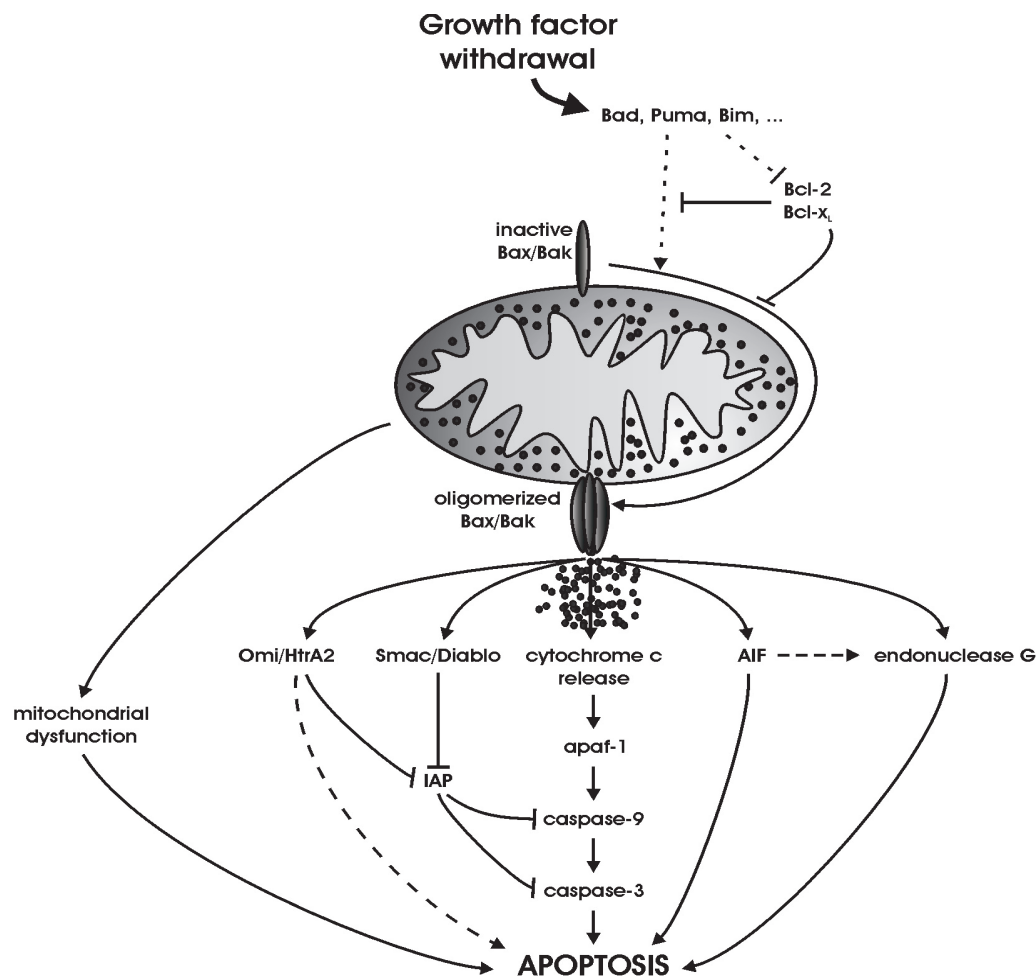 Growth factor
withdrawal
Bad, Puma, Bim, ...
Bcl-2
Bcl-xL
inactive
Bax/Bak
oligomerized
Bax/Bak
Omi/HtrA2
Smac/Diablo
cytochrome c
release
AIF
endonuclease G
mitochondrial
dysfunction
apaf-1
IAP
caspase-9
caspase-3
APOPTOSIS